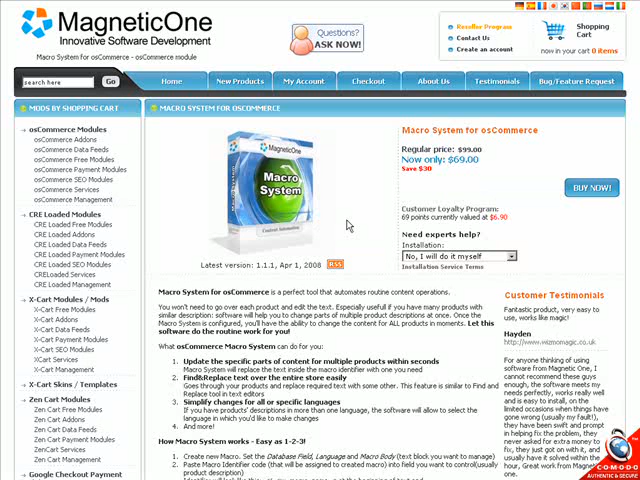 MagneticOne
Innovative Software Development
Macro System for osCommerce - osCommerce module
Questions?
ASK NOW!
Reseller Program
Contact Us
Create an account
Shopping
Cart
now in your cart 0 items
search here
Go
Home
New Products
My Account
Checkout
About Us
Testimonials
Bug/Feature Request
MODS BY SHOPPING CART
osCommerce Modules
osCommerce Addons
osCommerce Data Feeds
osCommerce Free Modules
osCommerce Payment Modules
osCommerce SEO Modules
osCommerce Services
osCommerce Management
CRE Loaded Modules
CRE Loaded Free Modules
CRE Loaded Addons
CRE Loaded Data Feeds
CRE Loaded Payment Modules
CRE Loaded SEO Modules
CRELoaded Services
CRE Loaded Management
X-Cart Modules / Mods
X-Cart Free Modules
X-Cart Addons
X-Cart Data Feeds
X-Cart Payment Modules
X-Cart SEO Modules
XCart Services
X-Cart Management
X-Cart Skins / Templates
Zen Cart Modules
Zen Cart Free Modules
Zen Cart Addons
Zen Cart Data Feeds
Zen Cart Payment Modules
ZenCart Services
Zen Cart Management
Google Checkout Payment
MACRO SYSTEM FOR OSCOMMERCE
MagneticOne
Macro
System
Latest version: 1.1.1, Apr 1, 2008
RSS
Macro System for osCommerce
Regular price: $99.00
Now only: $69.00
Save $30
BUY NOW!
Customer Loyalty Program:
69 points currently valued at $6.90
Need experts help?
Installation:
No, I will do it myself
Installation Service Terms
Macro System for osCommerce is a perfect tool that automates routine content operations.
You won't need to go over each product and edit the text. Especially useful if you have many products with
similar description: software will help you to change parts of multiple product descriptions at once. Once the
Macro System is configured, you'll have the ability to change the content for ALL products in moments. Let this
software do the routine work for you!
What osCommerce Macro System can do for you:
1. Update the specific parts of content for multiple products within seconds
Macro System will replace the text inside the macro identifier with one you need
2. Find&Replace text over the entire store easily
Goes through your products and replace required text with some other. This feature is similar to Find and
Replace tool in text editors
3. Simplify changes for all or specific languages
If you have products' descriptions in more than one language, the software will allow to select the
language in which you'd like to make changes
4. And more!
How Macro System works - Easy as 1-2-3!
1. Create new Macro. Set the Database Field, Language and Macro Body (text block you want to manage)
2. Paste Macro Identifier code (that will be assigned to created macro) into field you want to control(usually
product description)
Customer Testimonials
Fantastic product, very easy to
use, works like magic!
Hayden
http://www.wizmomagic.co.uk
For anything thinking of using
software from Magnetic One, I
cannot recommend these guys
enough, the software meets my
needs perfectly, works really well
and is easy to install, on the
limited occasions when things have
gone wrong (usually my fault!),
they have been swift and prompt
in helping fix the problem, they
never asked for extra money to
fix, they just got on with it, and
usually have it solved within the
hour, Great work from Magnetic
COMODO
AUTHENTIC & SECURE